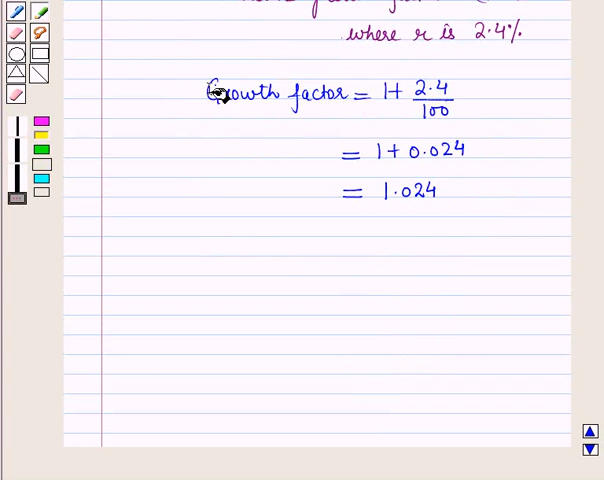 where r is 2.4%
Growth factor = 1+ 2.4/100
= 1+ 0.024
= 1.024